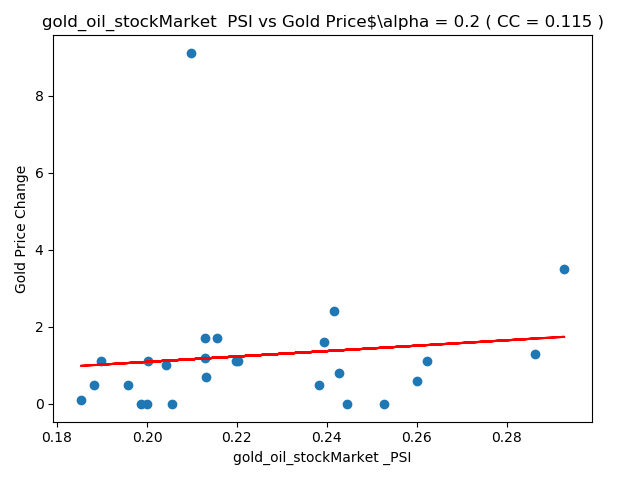 gold_oil_stockMarket  PSI vs Gold Price$\alpha = 0.2 ( CC = 0.115 )
Gold Price Change
8
6
4
2
0
0.18 0.20 0.22 0.24 0.26 0.28
gold_oil_stockMarket _PSI